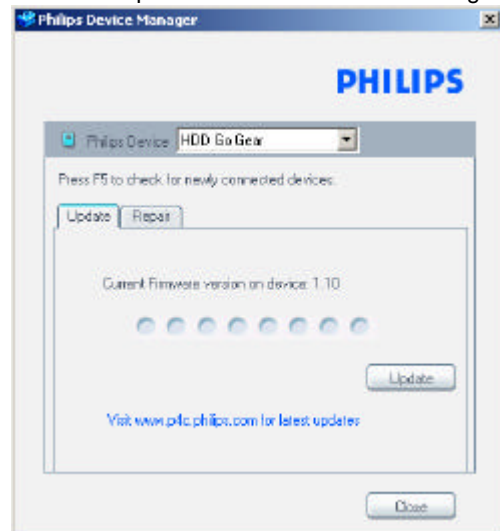 Philips Device Manager
PHILIPS
Philips Device HDD Go Gear
Press F5 to check for newly connected devices.
Update Repair
Current Firmware version on device: 1.10
Update
Visit www.p4c.philips.com for latest updates
Close